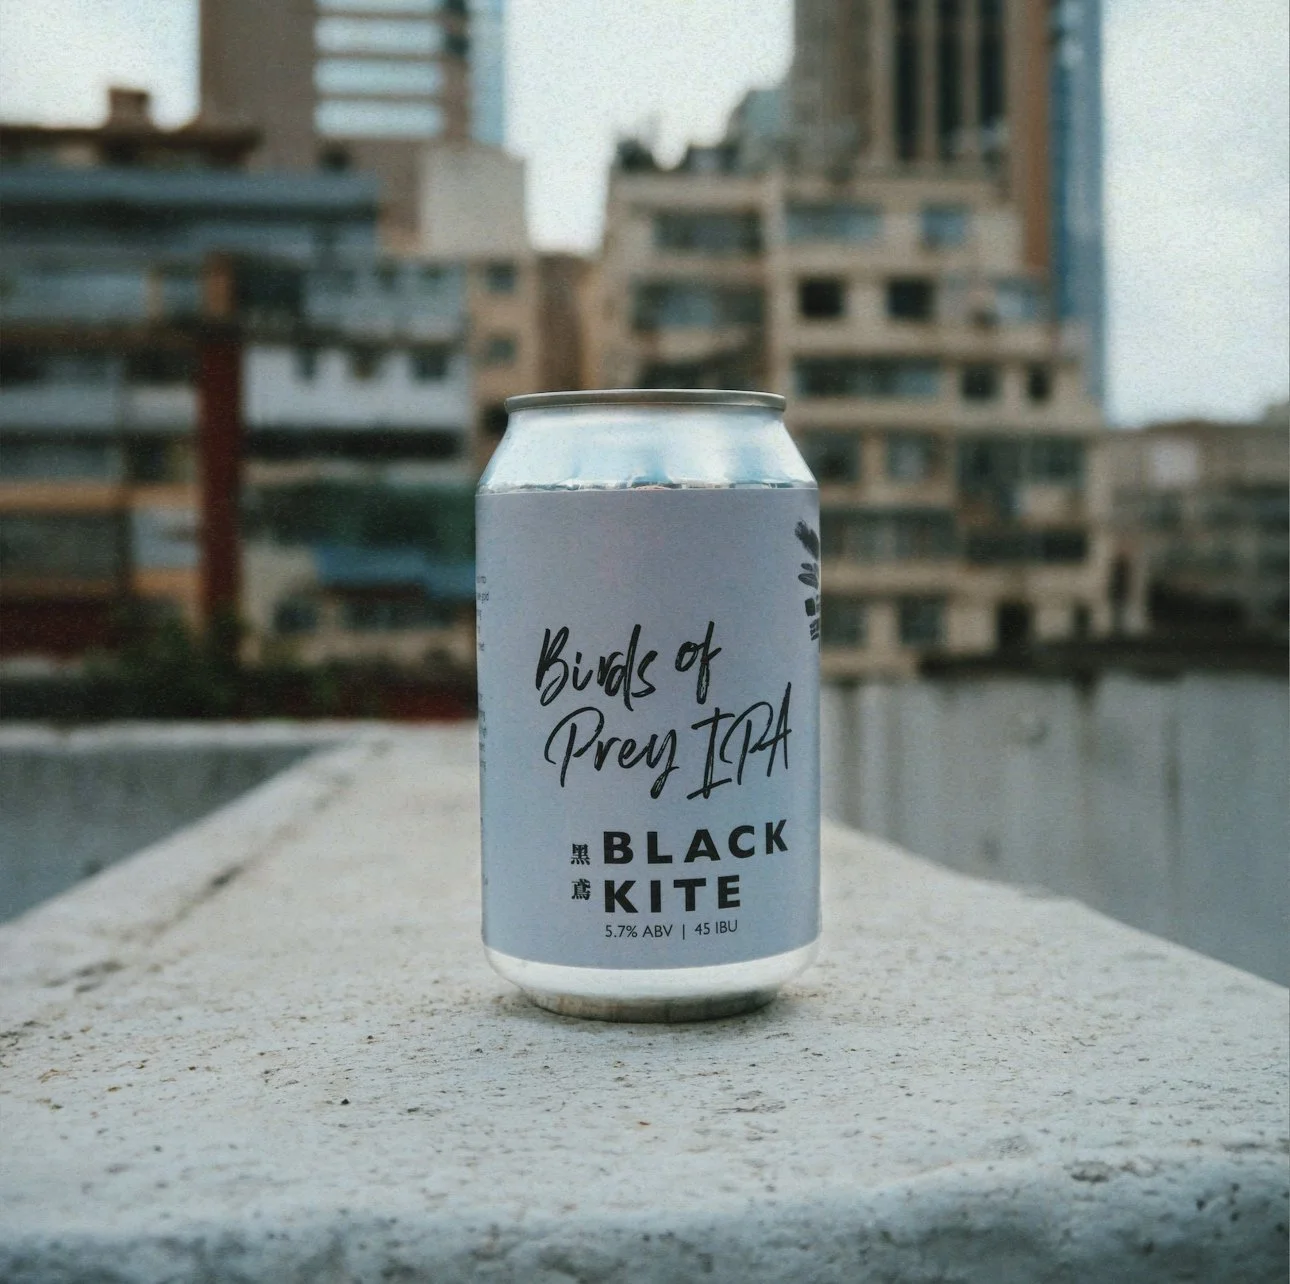 Birds of
Prey IPA
黑 BLACK
鳶 KITE
5.7% ABV | 45 IBU